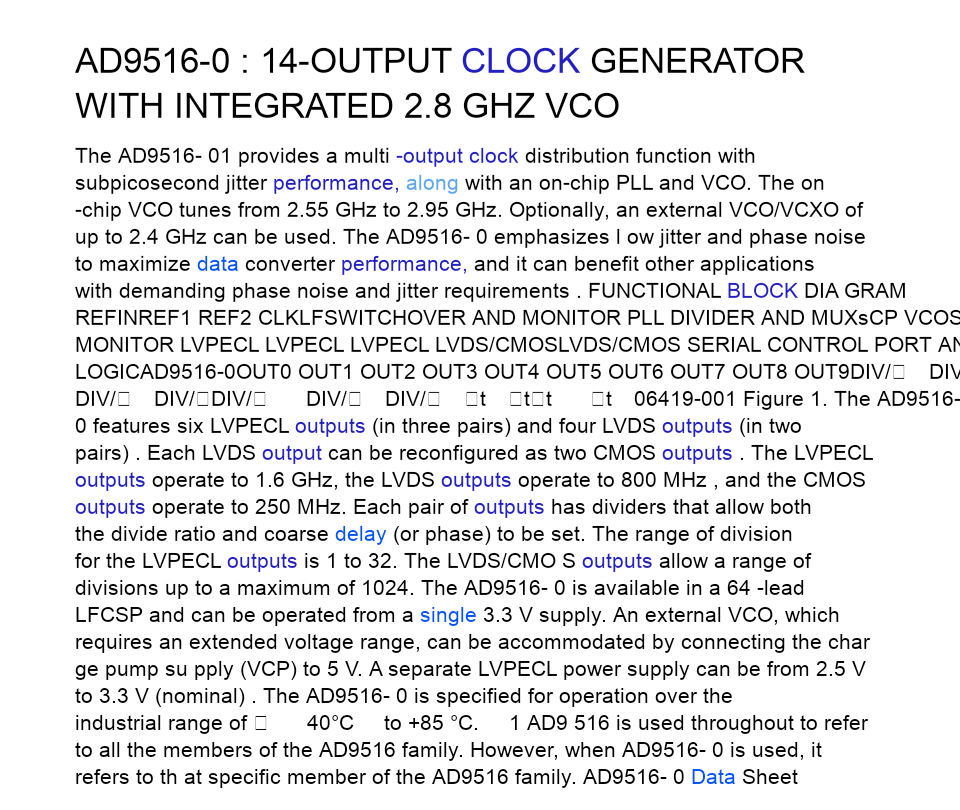 AD9516-0 : 14-OUTPUT CLOCK GENERATOR
WITH INTEGRATED 2.8 GHZ VCO
The AD9516- 01 provides a multi -output clock distribution function with
subpicosecond jitter performance, along with an on-chip PLL and VCO. The on
-chip VCO tunes from 2.55 GHz to 2.95 GHz. Optionally, an external VCO/VCXO of
up to 2.4 GHz can be used. The AD9516- 0 emphasizes l ow jitter and phase noise
to maximize data converter performance, and it can benefit other applications
with demanding phase noise and jitter requirements . FUNCTIONAL BLOCK DIA GRAM
REFINREF1 REF2 CLKLFSWITCHOVER AND MONITOR PLL DIVIDER AND MUXsCP VCOS
MONITOR LVPECL LVPECL LVPECL LVDS/CMOSLVDS/CMOS SERIAL CONTROL PORT AN
LOGICAD9516-0OUT0 OUT1 OUT2 OUT3 OUT4 OUT5 OUT6 OUT7 OUT8 OUT9DIV/□ DIV
DIV/□ DIV/□DIV/□ DIV/□ DIV/□ □t □t□t □t 06419-001 Figure 1. The AD9516-
0 features six LVPECL outputs (in three pairs) and four LVDS outputs (in two
pairs) . Each LVDS output can be reconfigured as two CMOS outputs . The LVPECL
outputs operate to 1.6 GHz, the LVDS outputs operate to 800 MHz , and the CMOS
outputs operate to 250 MHz. Each pair of outputs has dividers that allow both
the divide ratio and coarse delay (or phase) to be set. The range of division
for the LVPECL outputs is 1 to 32. The LVDS/CMO S outputs allow a range of
divisions up to a maximum of 1024. The AD9516- 0 is available in a 64 -lead
LFCSP and can be operated from a single 3.3 V supply. An external VCO, which
requires an extended voltage range, can be accommodated by connecting the char
ge pump su pply (VCP) to 5 V. A separate LVPECL power supply can be from 2.5 V
to 3.3 V (nominal) . The AD9516- 0 is specified for operation over the
industrial range of □ 40°C to +85 °C. 1 AD9 516 is used throughout to refer
to all the members of the AD9516 family. However, when AD9516- 0 is used, it
refers to th at specific member of the AD9516 family. AD9516- 0 Data Sheet